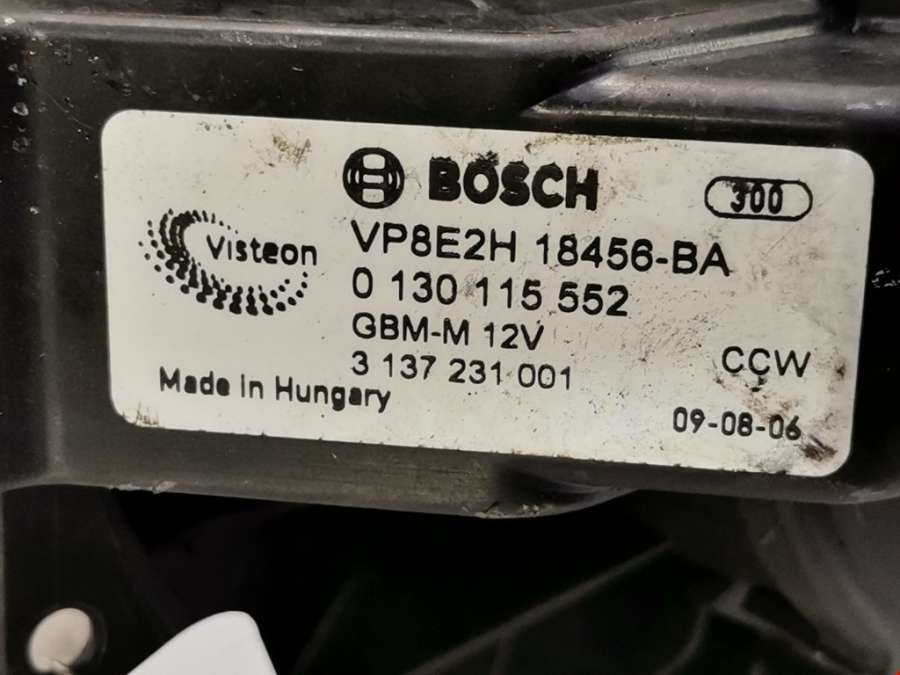 BOSCH
300
Visteon
VP8E2H 18456-BA
0 130 115 552
GBM-M 12V
3 137 231 001
CCW
Made in Hungary
09-08-06